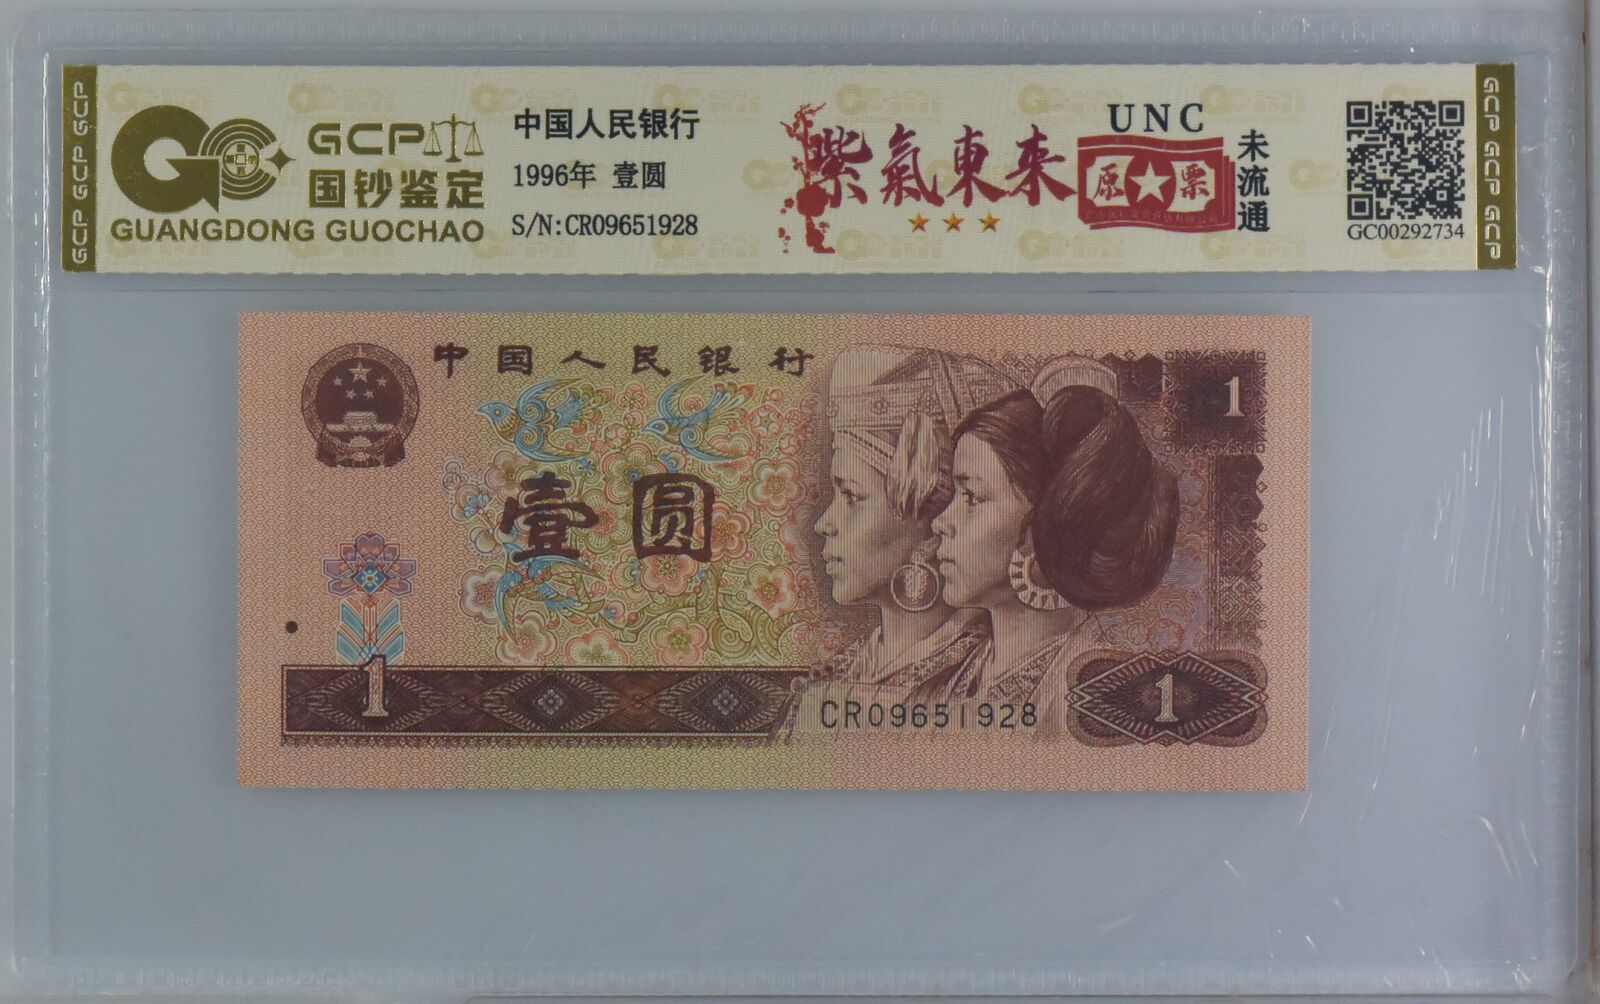 GCP GCP GCP
GCP
国钞鉴定
GUANGDONG GUOCHAO
中国人民银行
1996年 壹圆
S/N:CR09651928
紫氣東来
UNC
原票
未流通
GC00292734
GCP GCP GCP
中国人民银行
1
壹圆
1
CR09651928
1